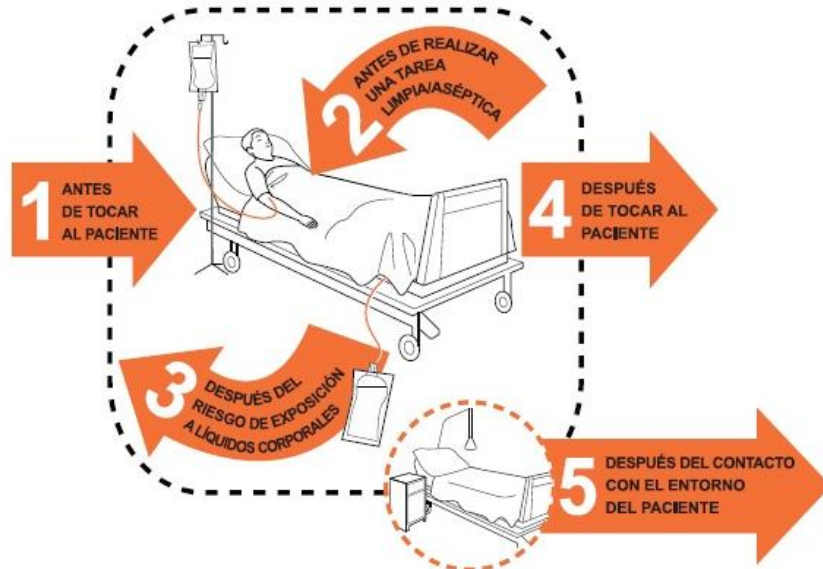 1
ANTES
DE TOCAR
AL PACIENTE
2
ANTES DE REALIZAR
UNA TAREA
LIMPIA/ASÉPTICA
3
DESPUÉS DEL
RIESGO DE EXPOSICIÓN
A LÍQUIDOS CORPORALES
4
DESPUÉS
DE TOCAR AL
PACIENTE
5
DESPUÉS DEL CONTACTO
CON EL ENTORNO
DEL PACIENTE